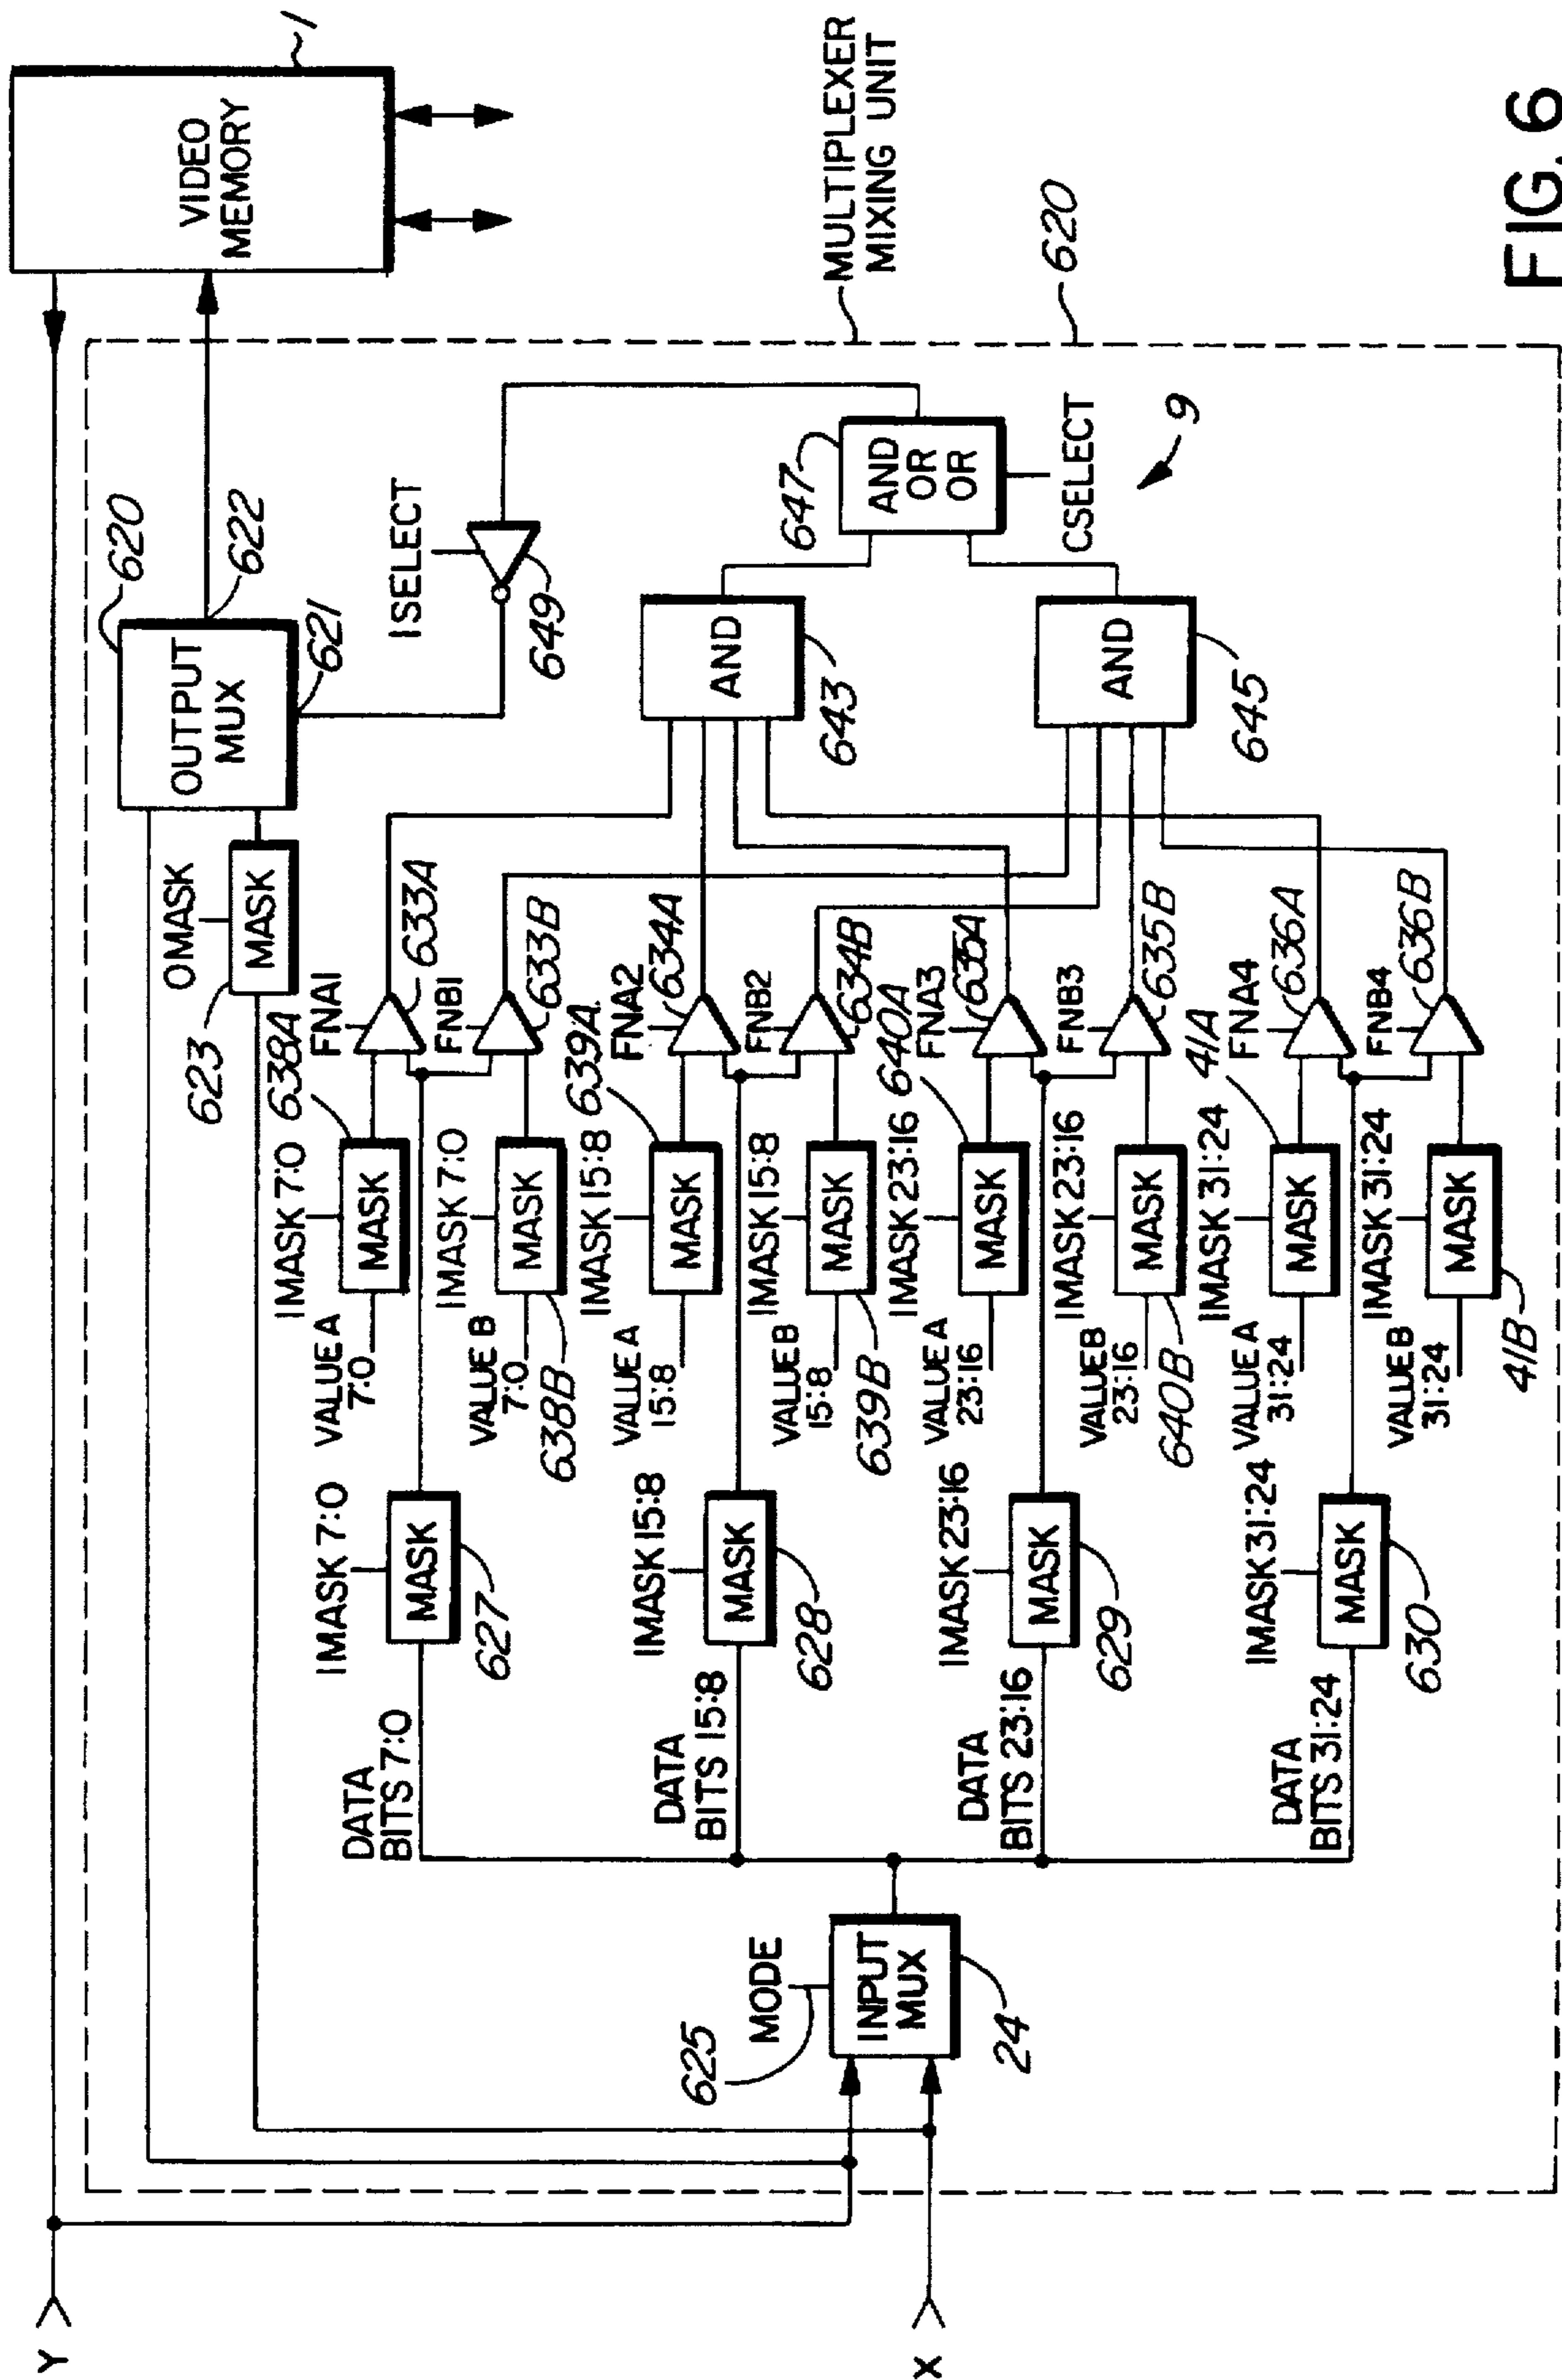 Y
X
VIDEO
MEMORY
1
MULTIPLEXER
MIXING UNIT
620
FIG. 6
620
OUTPUT
MUX
622
621
OMASK
MASK
623
ISELECT
649
647
AND
OR
OR
CSELECT
9
AND
643
AND
645
625
MODE
INPUT
MUX
24
DATA
BITS 7:0
IMASK 7:0
MASK
627
VALUE A
7:0
IMASK 7:0
MASK
638A
FNA1
633A
VALUE B
7:0
IMASK 7:0
MASK
638B
FNB1
633B
DATA
BITS 15:8
IMASK 15:8
MASK
628
VALUE A
15:8
IMASK 15:8
MASK
639A
FNA2
634A
VALUE B
15:8
IMASK 15:8
MASK
639B
FNB2
634B
DATA
BITS 23:16
IMASK 23:16
MASK
629
VALUE A
23:16
IMASK 23:16
MASK
640A
FNA3
635A
VALUE B
23:16
IMASK 23:16
MASK
640B
FNB3
635B
DATA
BITS 31:24
IMASK 31:24
MASK
630
VALUE A
31:24
IMASK 31:24
MASK
41A
FNA4
636A
VALUE B
31:24
IMASK 31:24
MASK
41B
FNB4
636B